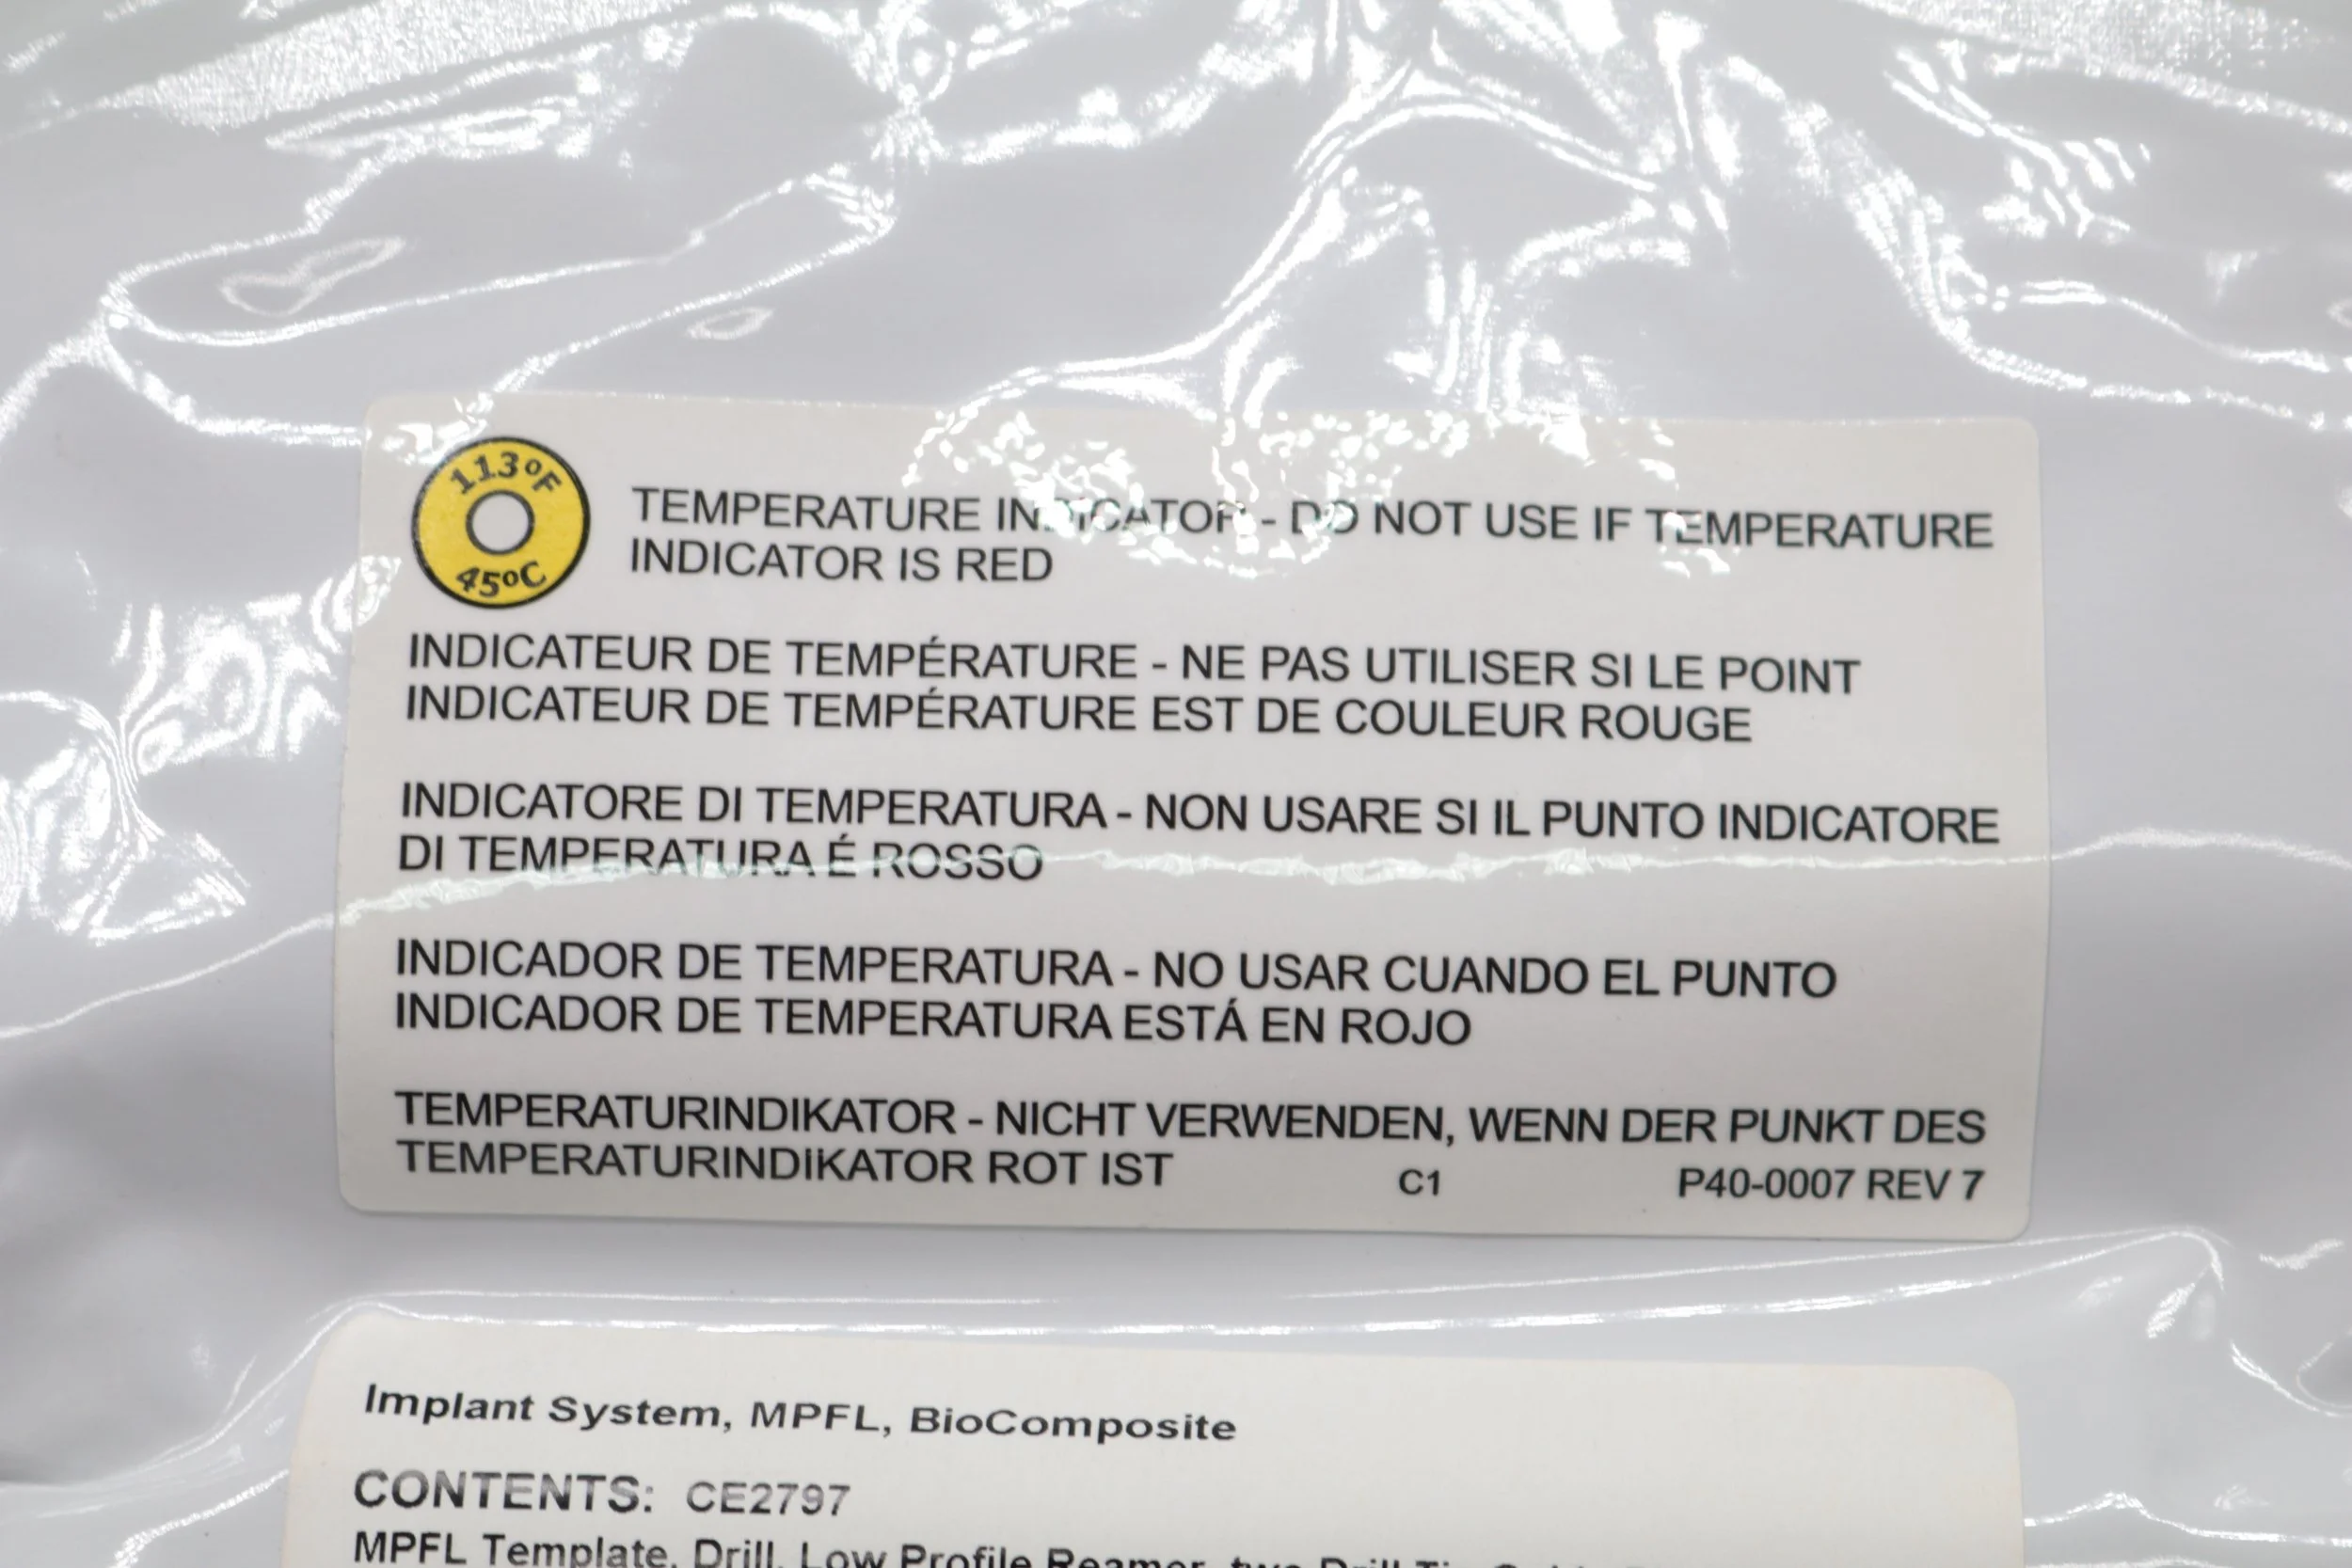 113ºF
45ºC
TEMPERATURE INDICATOR - DO NOT USE IF TEMPERATURE
INDICATOR IS RED
INDICATEUR DE TEMPÉRATURE - NE PAS UTILISER SI LE POINT
INDICATEUR DE TEMPÉRATURE EST DE COULEUR ROUGE
INDICATORE DI TEMPERATURA - NON USARE SI IL PUNTO INDICATORE
DI TEMPERATURA É ROSSO
INDICADOR DE TEMPERATURA - NO USAR CUANDO EL PUNTO
INDICADOR DE TEMPERATURA ESTÁ EN ROJO
TEMPERATURINDIKATOR - NICHT VERWENDEN, WENN DER PUNKT DES
TEMPERATURINDIKATOR ROT IST C1 P40-0007 REV 7
Implant System, MPFL, BioComposite
CONTENTS: CE2797
MPFL Template, Drill, Low Profile Reamer, two Drill